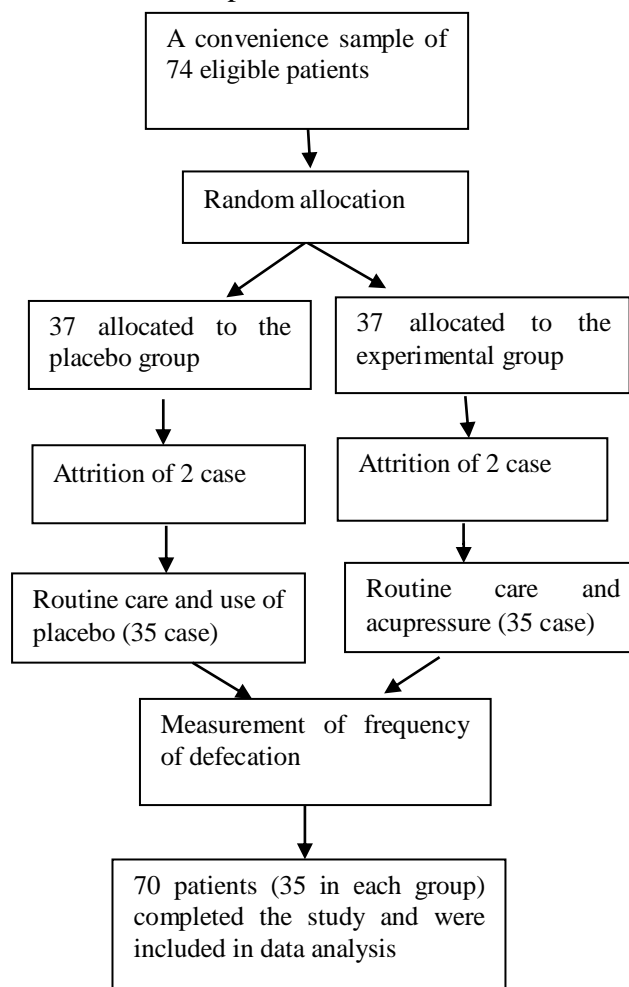 A convenience sample of
74 eligible patients
Random allocation
37 allocated to the
placebo group
37 allocated to the
experimental group
Attrition of 2 case
Attrition of 2 case
Routine care and use of
placebo (35 case)
Routine care and
acupressure (35 case)
Measurement of frequency
of defecation
70 patients (35 in each group)
completed the study and were
included in data analysis